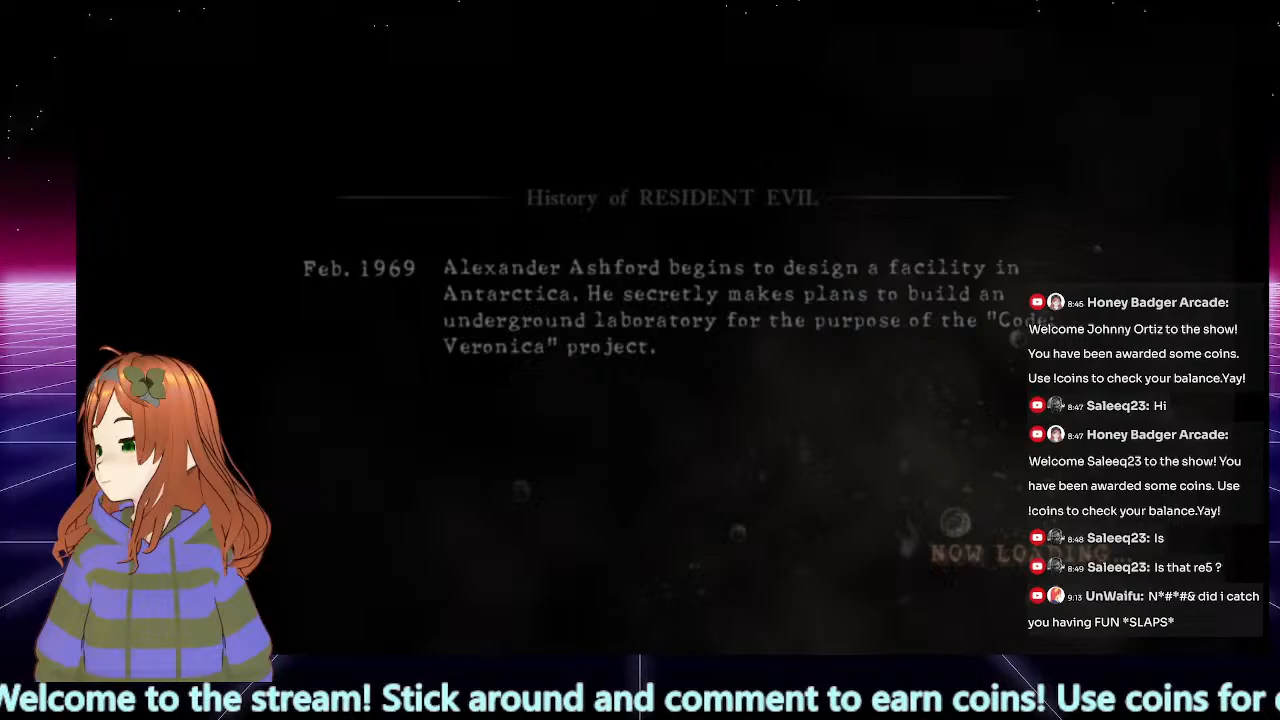 History of RESIDENT EVIL
Feb. 1969 Alexander Ashford begins to design a facility in
Antarctica. He secretly makes plans to build an
underground laboratory for the purpose of the "Code:
Veronica" project.
NOW LOADING...
8:45 Honey Badger Arcade:
Welcome Johnny Ortiz to the show!
You have been awarded some coins.
Use !coins to check your balance.Yay!
8:47 Saleeq23: Hi
8:47 Honey Badger Arcade:
Welcome Saleeq23 to the show! You
have been awarded some coins. Use
!coins to check your balance.Yay!
8:48 Saleeq23: Is
8:49 Saleeq23: Is that re5 ?
9:13 UnWaifu: N*#*#& did i catch
you having FUN *SLAPS*
Welcome to the stream! Stick around and comment to earn coins! Use coins for